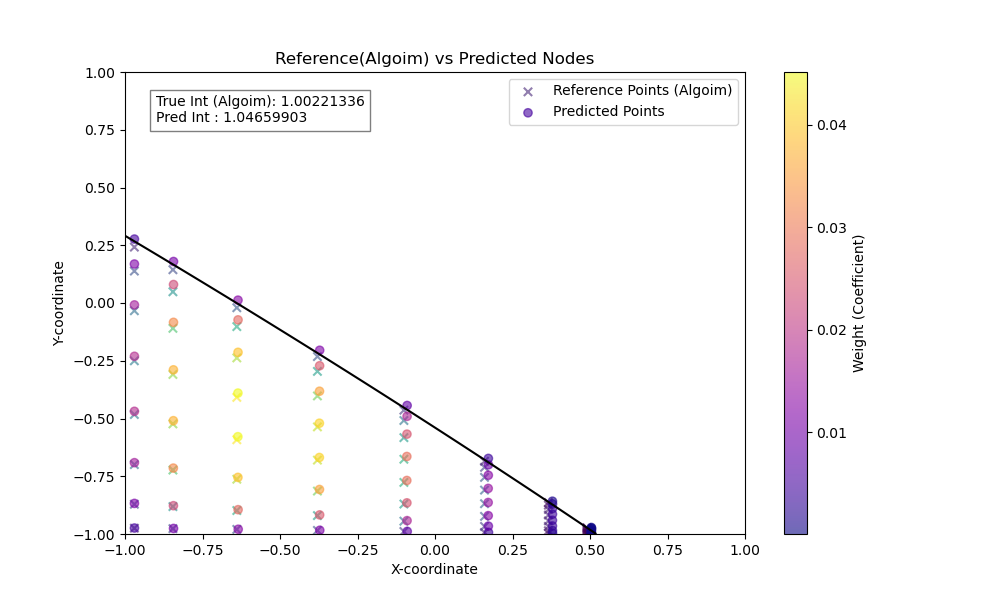 Reference(Algoim) vs Predicted Nodes
True Int (Algoim): 1.00221336
Pred Int : 1.04659903
Reference Points (Algoim)
Predicted Points
1.00
0.75
0.50
0.25
0.00
−0.25
−0.50
−0.75
−1.00
Y-coordinate
−1.00 −0.75 −0.50 −0.25 0.00 0.25 0.50 0.75 1.00
X-coordinate
0.04
0.03
0.02
0.01
Weight (Coefficient)